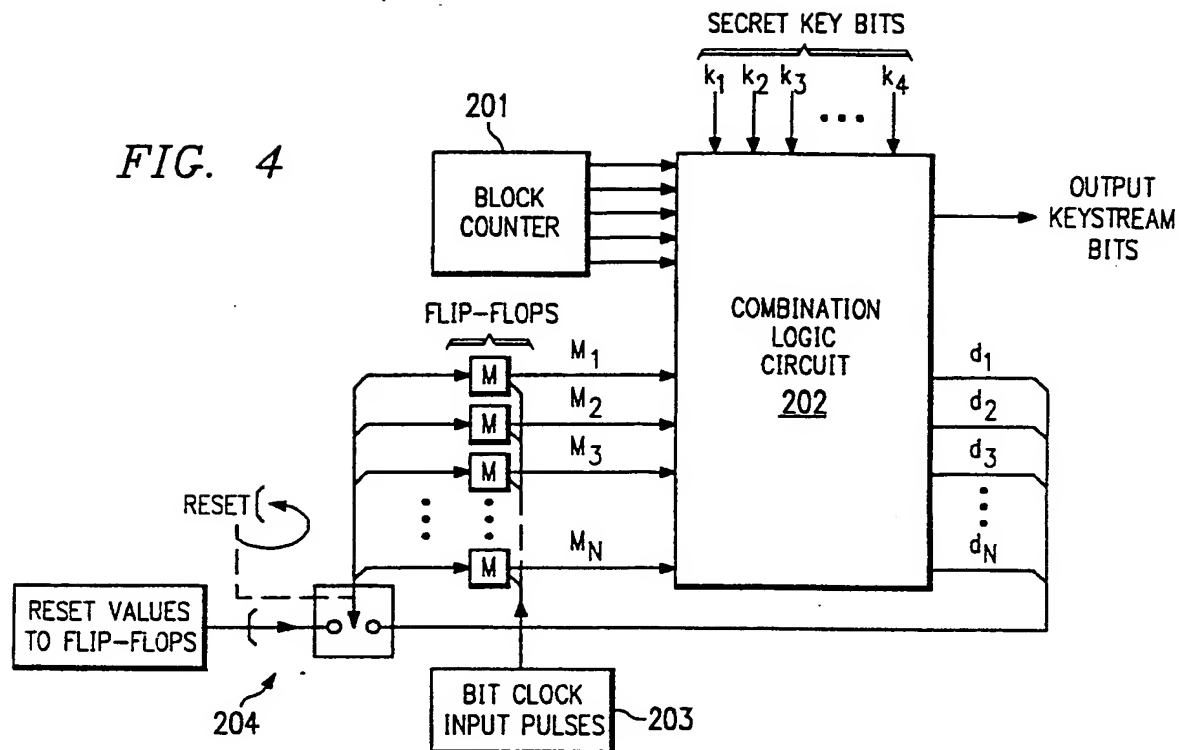 SECRET KEY BITS
k1 k2 k3 k4
201
FIG. 4
BLOCK
COUNTER
OUTPUT
KEYSTREAM
BITS
FLIP-FLOPS
COMBINATION
LOGIC
CIRCUIT
202
M M1
M M2
M M3
M MN
d1
d2
d3
dN
RESET
RESET VALUES
TO FLIP-FLOPS
204
BIT CLOCK
INPUT PULSES
203